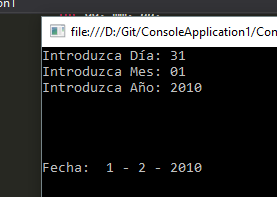 file:///D:/Git/ConsoleApplication1/Con
Introduzca Día: 31
Introduzca Mes: 01
Introduzca Año: 2010
Fecha:  1 - 2 - 2010